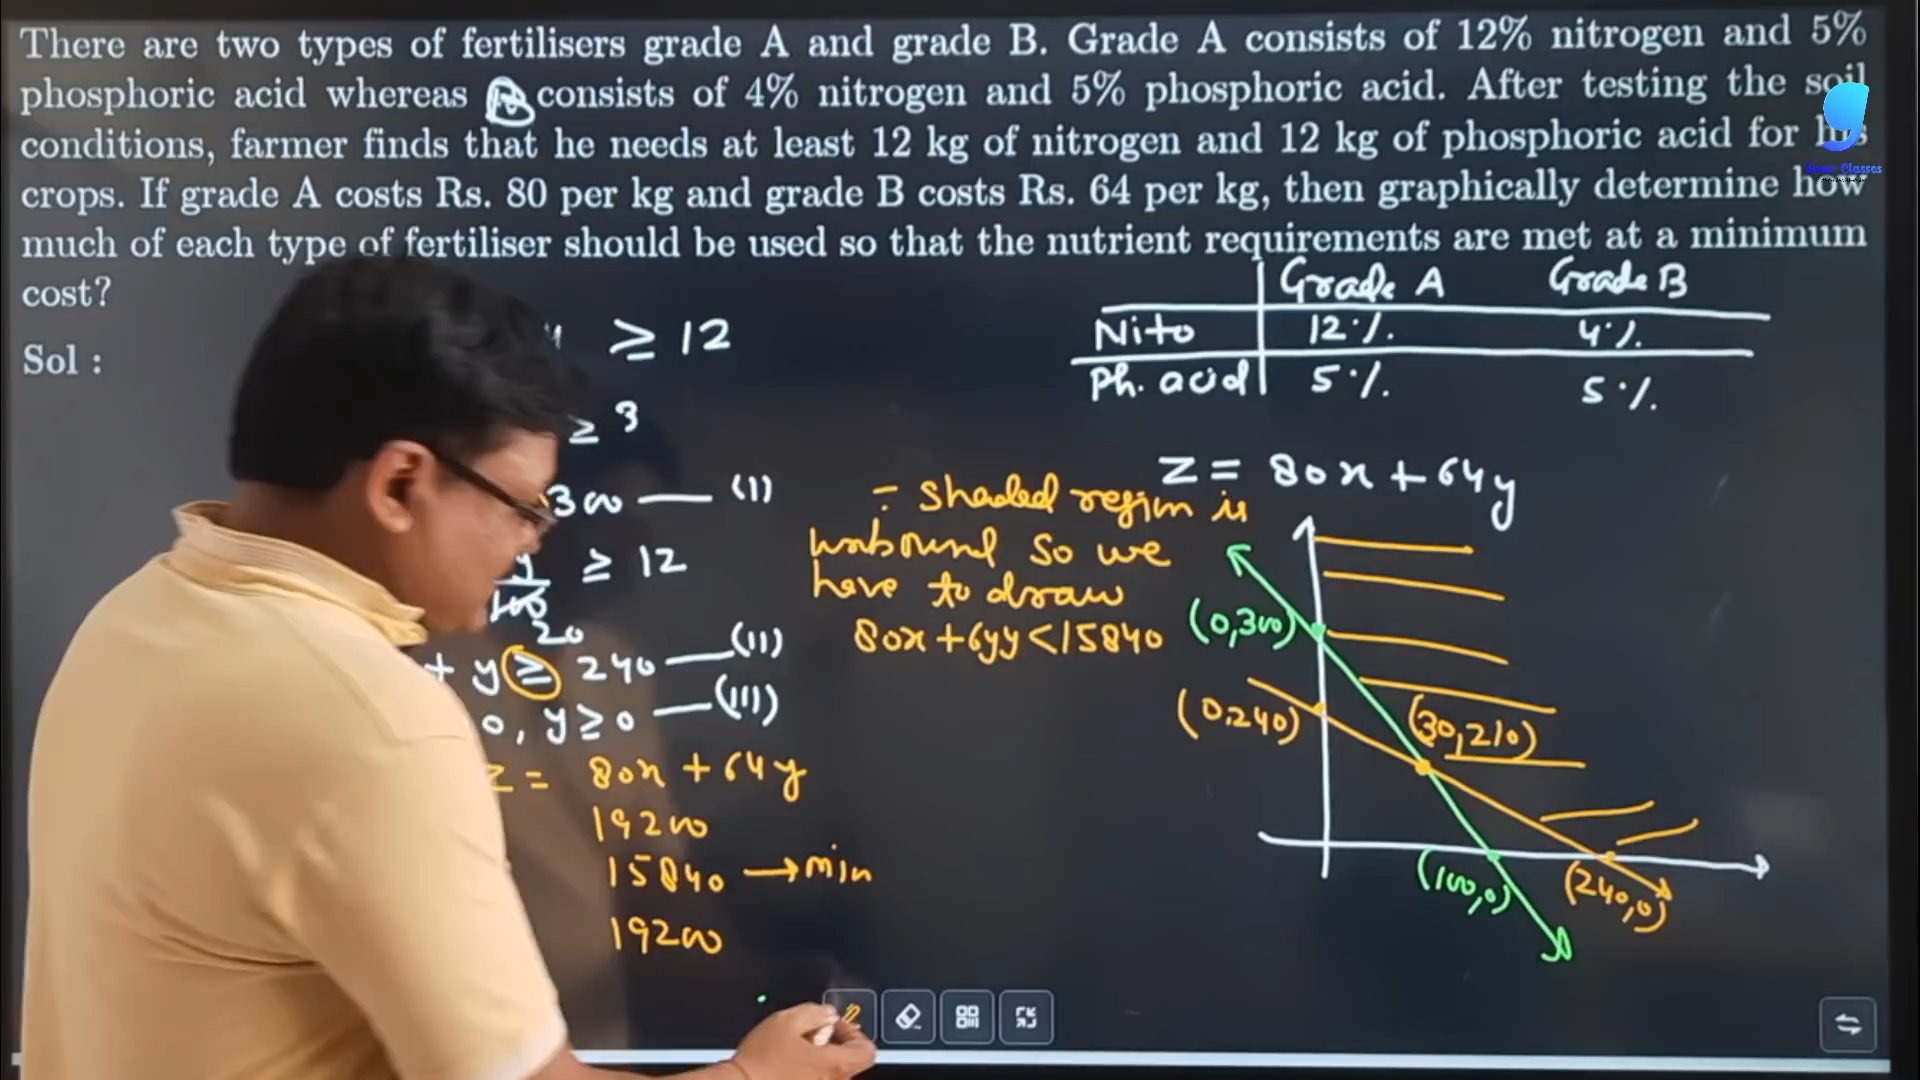 There are two types of fertilisers grade A and grade B. Grade A consists of 12% nitrogen and 5%
phosphoric acid whereas B consists of 4% nitrogen and 5% phosphoric acid. After testing the soil
conditions, farmer finds that he needs at least 12 kg of nitrogen and 12 kg of phosphoric acid for his
crops. If grade A costs Rs. 80 per kg and grade B costs Rs. 64 per kg, then graphically determine how
much of each type of fertiliser should be used so that the nutrient requirements are met at a minimum
cost?
Sol :
Grade A Grade B
Nito 12% 4%
Ph. acid 5% 5%
y ≥ 12
≥ 3
300 — (I)
y/100 ≥ 12
20
+ y ≥ 240 — (II)
0, y ≥ 0 — (III)
z = 80x + 64y
19200
15840 → min
19200
Z = 80x + 64y
- Shaded region is
unbound so we
have to draw
80x + 64y < 15840
(0,300)
(0,240)
(30,210)
(100,0)
(240,0)